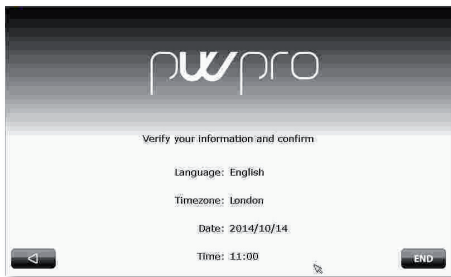 pwpro
Verify your information and confirm
Language: English
Timezone: London
Date: 2014/10/14
Time: 11:00
END